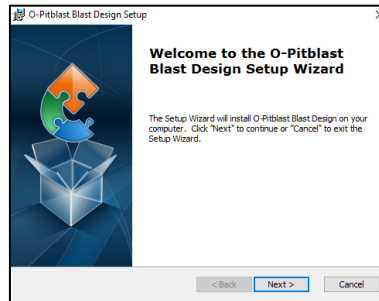 O-Pitblast Blast Design Setup
Welcome to the O-Pitblast
Blast Design Setup Wizard
The Setup Wizard will install O-Pitblast Blast Design on your
computer. Click "Next" to continue or "Cancel" to exit the
Setup Wizard.
< Back Next > Cancel